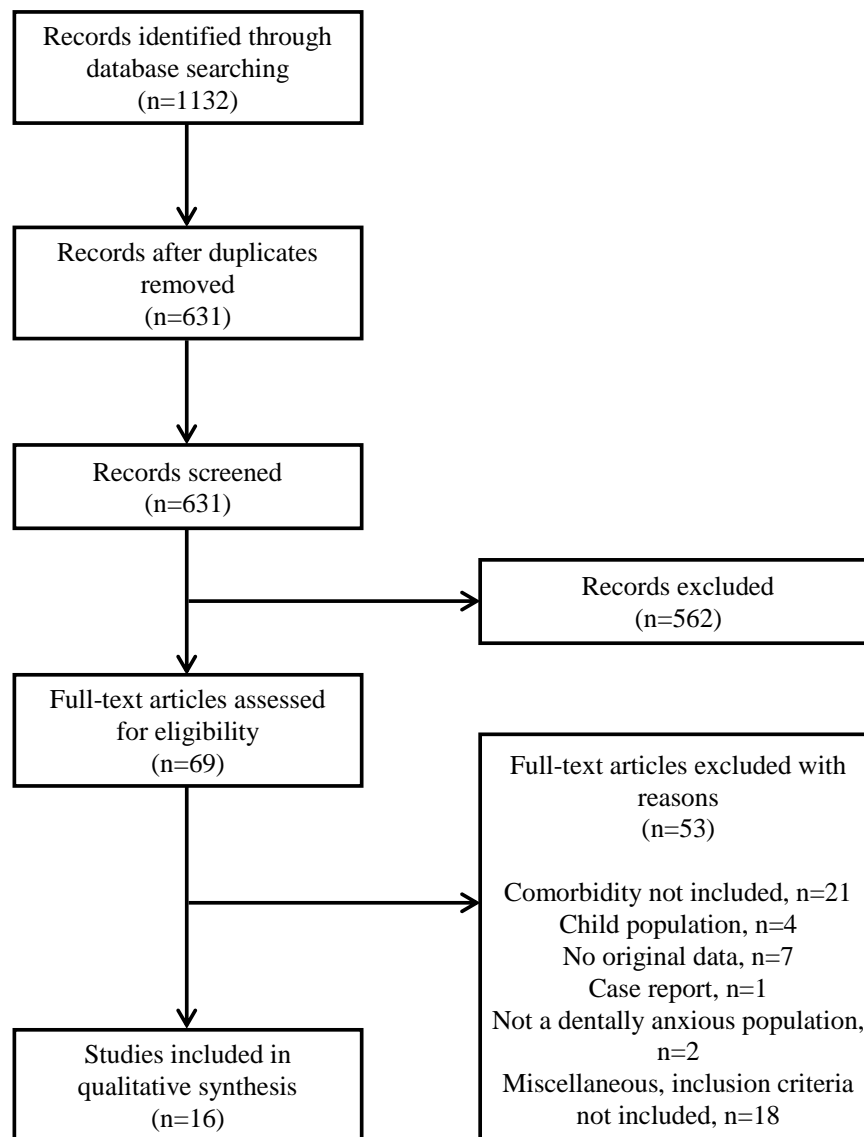 Records identified through
database searching
(n=1132)
Records after duplicates
removed
(n=631)
Records screened
(n=631)
Records excluded
(n=562)
Full-text articles assessed
for eligibility
(n=69)
Full-text articles excluded with
reasons
(n=53)
Comorbidity not included, n=21
Child population, n=4
No original data, n=7
Case report, n=1
Not a dentally anxious population,
n=2
Miscellaneous, inclusion criteria
not included, n=18
Studies included in
qualitative synthesis
(n=16)